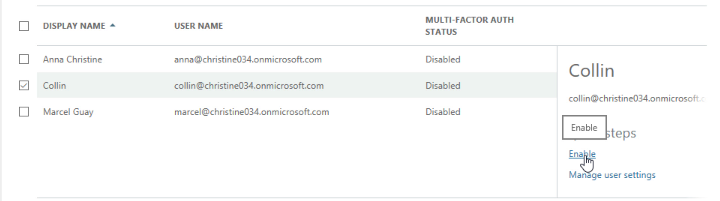 DISPLAY NAME
USER NAME
MULTI-FACTOR AUTH
STATUS
Anna Christine
anna@christine034.onmicrosoft.com
Disabled
Collin
collin@christine034.onmicrosoft.com
Disabled
Marcel Guay
marcel@christine034.onmicrosoft.com
Disabled
Collin
collin@christine034.onmicrosoft.
Enable
steps
Enable
Manage user settings